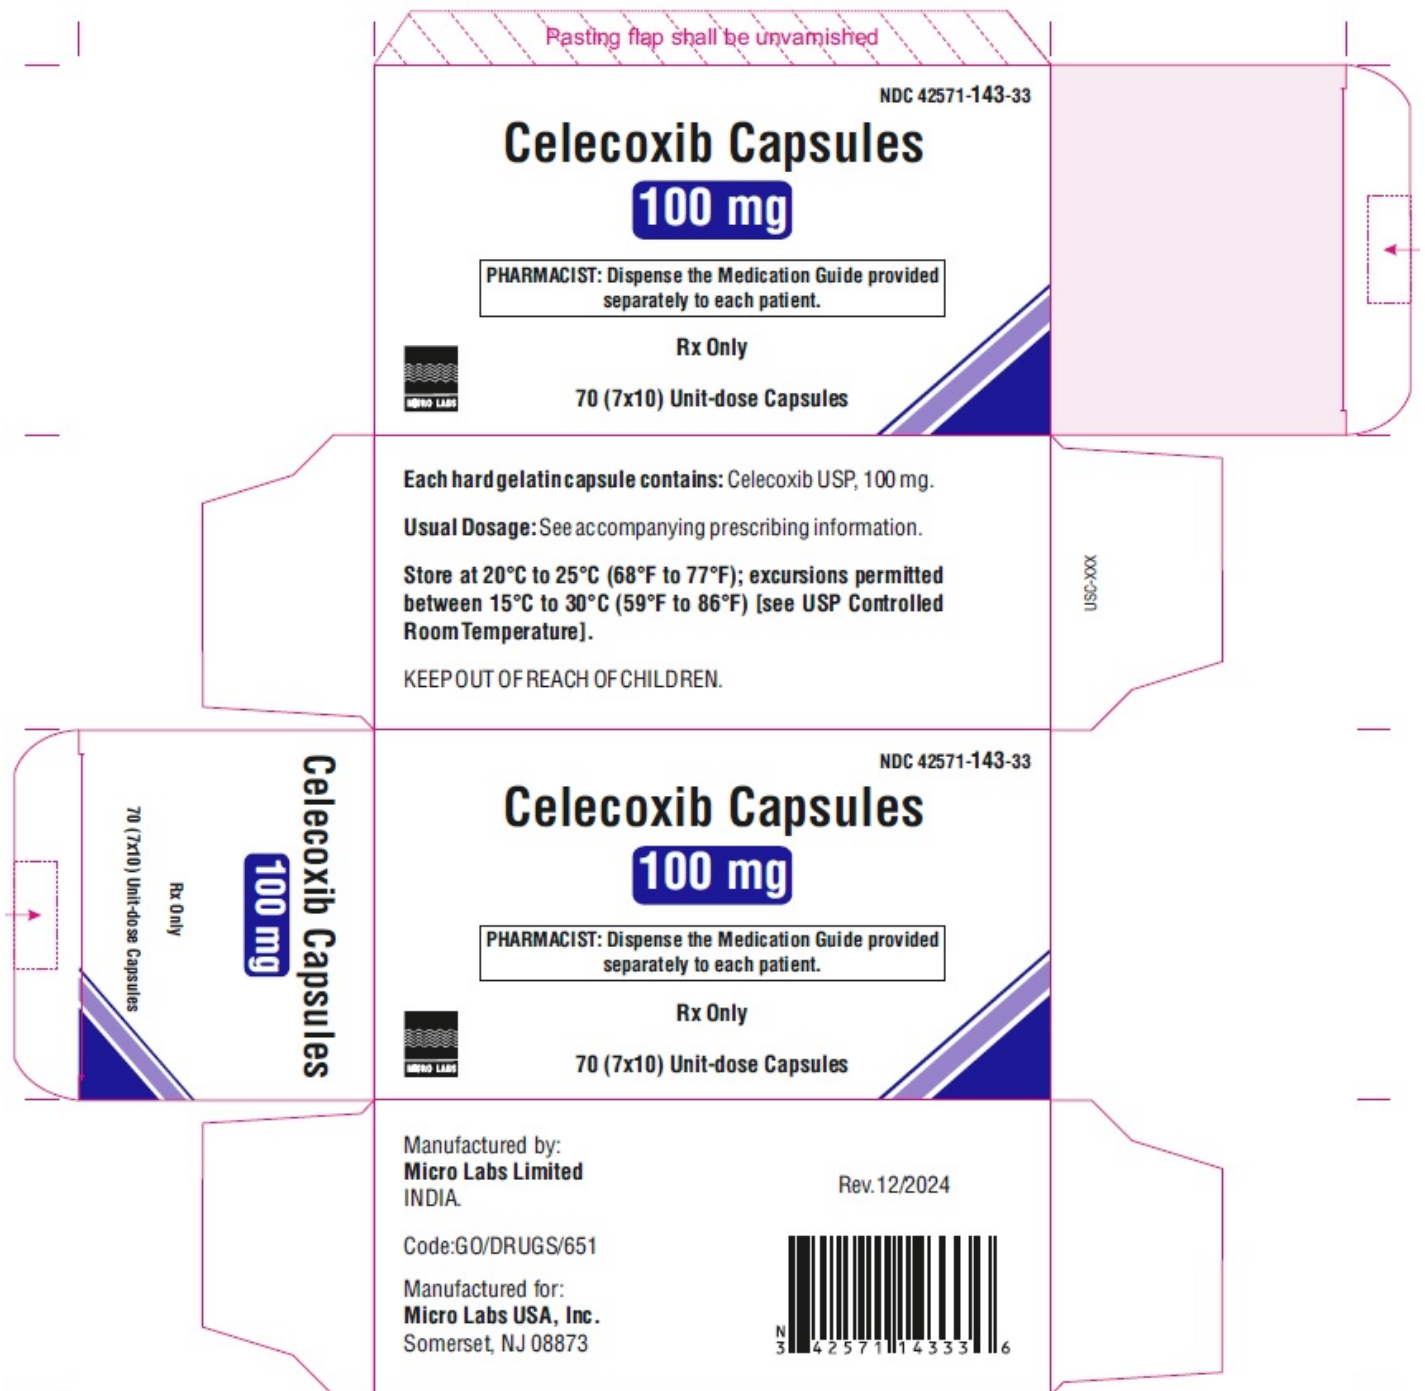 Pasting flap shall be unvarnished
NDC 42571-143-33
Celecoxib Capsules
100 mg
PHARMACIST: Dispense the Medication Guide provided
separately to each patient.
Rx Only
MICRO LABS
70 (7x10) Unit-dose Capsules
Each hard gelatin capsule contains: Celecoxib USP, 100 mg.
Usual Dosage: See accompanying prescribing information.
Store at 20°C to 25°C (68°F to 77°F); excursions permitted
between 15°C to 30°C (59°F to 86°F) [see USP Controlled
Room Temperature].
KEEP OUT OF REACH OF CHILDREN.
USC-XXX
Celecoxib Capsules
100 mg
Rx Only
70 (7x10) Unit-dose Capsules
NDC 42571-143-33
Celecoxib Capsules
100 mg
PHARMACIST: Dispense the Medication Guide provided
separately to each patient.
Rx Only
MICRO LABS
70 (7x10) Unit-dose Capsules
Manufactured by:
Micro Labs Limited
INDIA.
Code:GO/DRUGS/651
Manufactured for:
Micro Labs USA, Inc.
Somerset, NJ 08873
Rev.12/2024
N
3 42571 14333 6